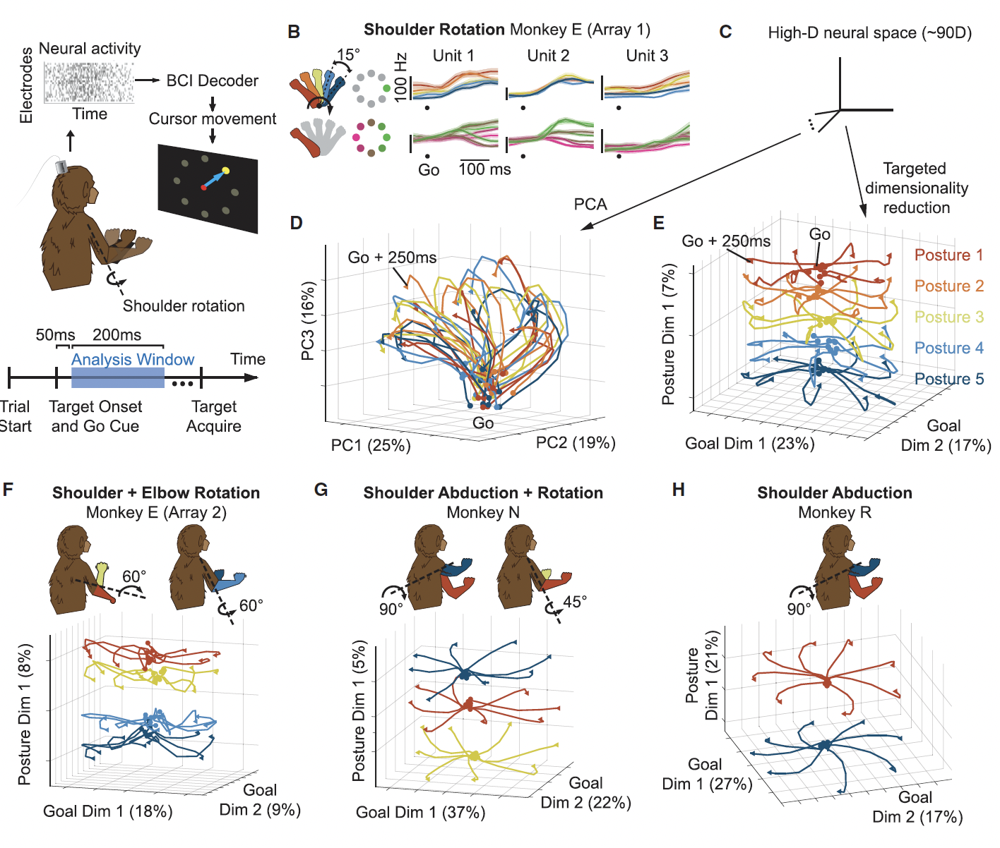 Neural activity
Electrodes
Time
BCI Decoder
Cursor movement
Shoulder rotation
50ms 200ms
Analysis Window
Time
Trial
Start
Target Onset
and Go Cue
Target
Acquire
B
Shoulder Rotation Monkey E (Array 1)
15°
Unit 1
Unit 2
Unit 3
100 Hz
Go
100 ms
C
High-D neural space (~90D)
PCA
Targeted
dimensionality
reduction
D
Go + 250ms
PC3 (16%)
Go
PC1 (25%)
PC2 (19%)
E
Go + 250ms
Go
Posture 1
Posture 2
Posture 3
Posture 4
Posture 5
Posture Dim 1 (7%)
Goal Dim 1 (23%)
Goal
Dim 2 (17%)
F
Shoulder + Elbow Rotation
Monkey E (Array 2)
60°
60°
Posture Dim 1 (8%)
Goal Dim 1 (18%)
Goal
Dim 2 (9%)
G
Shoulder Abduction + Rotation
Monkey N
90°
45°
Posture Dim 1 (5%)
Goal Dim 1 (37%)
Goal
Dim 2 (22%)
H
Shoulder Abduction
Monkey R
90°
Posture
Dim 1 (21%)
Goal
Dim 1 (27%)
Goal
Dim 2 (17%)